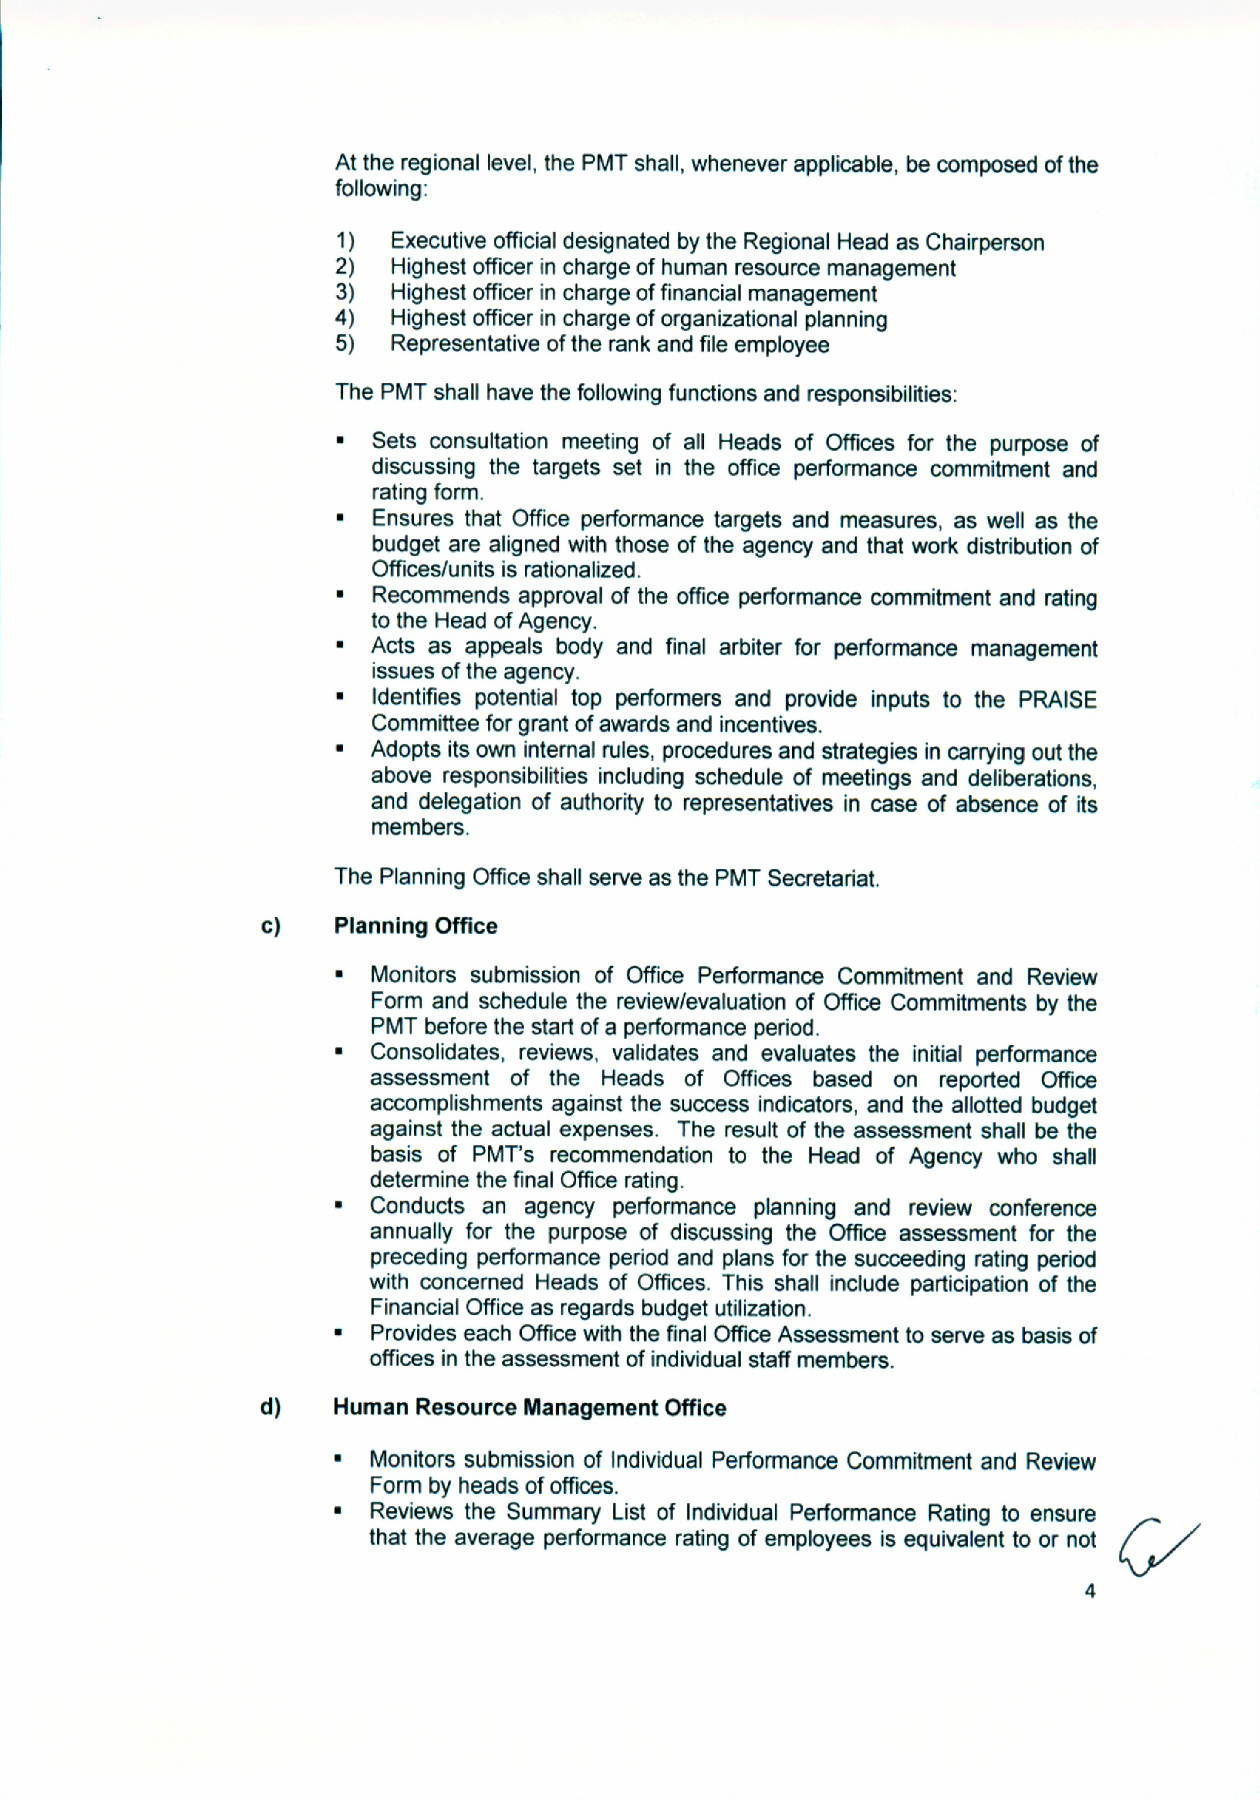 At the regional level, the PMT shall, whenever applicable, be composed of the
following:
1) Executive official designated by the Regional Head as Chairperson
2) Highest officer in charge of human resource management
3) Highest officer in charge of financial management
4) Highest officer in charge of organizational planning
5) Representative of the rank and file employee
The PMT shall have the following functions and responsibilities:
▪ Sets consultation meeting of all Heads of Offices for the purpose of
discussing the targets set in the office performance commitment and
rating form.
▪ Ensures that Office performance targets and measures, as well as the
budget are aligned with those of the agency and that work distribution of
Offices/units is rationalized.
▪ Recommends approval of the office performance commitment and rating
to the Head of Agency.
▪ Acts as appeals body and final arbiter for performance management
issues of the agency.
▪ Identifies potential top performers and provide inputs to the PRAISE
Committee for grant of awards and incentives.
▪ Adopts its own internal rules, procedures and strategies in carrying out the
above responsibilities including schedule of meetings and deliberations,
and delegation of authority to representatives in case of absence of its
members.
The Planning Office shall serve as the PMT Secretariat.
c) Planning Office
▪ Monitors submission of Office Performance Commitment and Review
Form and schedule the review/evaluation of Office Commitments by the
PMT before the start of a performance period.
▪ Consolidates, reviews, validates and evaluates the initial performance
assessment of the Heads of Offices based on reported Office
accomplishments against the success indicators, and the allotted budget
against the actual expenses. The result of the assessment shall be the
basis of PMT's recommendation to the Head of Agency who shall
determine the final Office rating.
▪ Conducts an agency performance planning and review conference
annually for the purpose of discussing the Office assessment for the
preceding performance period and plans for the succeeding rating period
with concerned Heads of Offices. This shall include participation of the
Financial Office as regards budget utilization.
▪ Provides each Office with the final Office Assessment to serve as basis of
offices in the assessment of individual staff members.
d) Human Resource Management Office
▪ Monitors submission of Individual Performance Commitment and Review
Form by heads of offices.
▪ Reviews the Summary List of Individual Performance Rating to ensure
that the average performance rating of employees is equivalent to or not
4